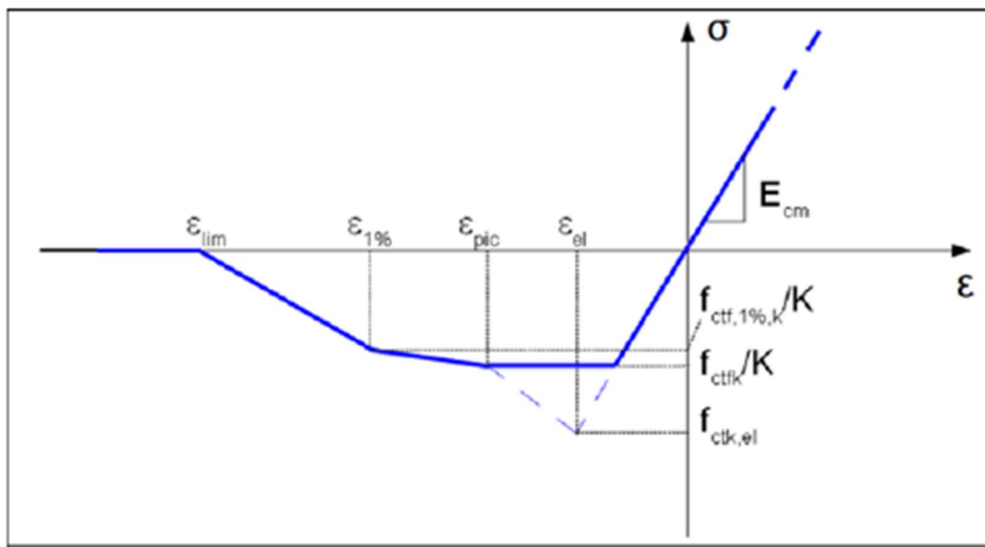 σ
ε_lim ε_1% ε_pic ε_el
E_cm
ε
f_ctf,1%,k/K
f_ctfk/K
f_ctk,el